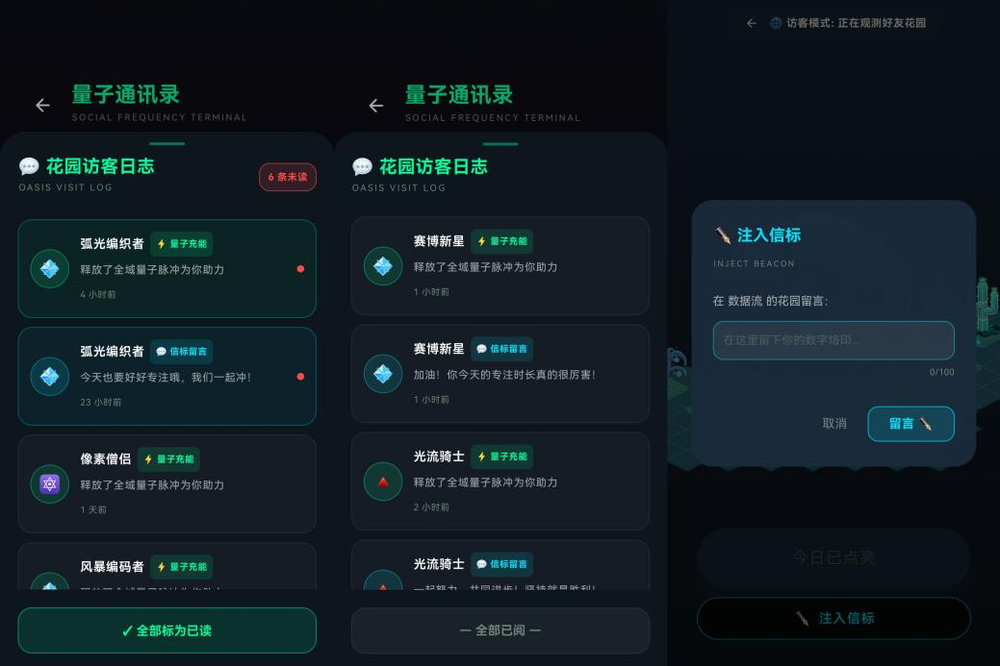 量子通讯录
SOCIAL FREQUENCY TERMINAL
花园访客日志
OASIS VISIT LOG
6 条未读
弧光编织者 量子充能
释放了全域量子脉冲为你助力
4 小时前
弧光编织者 信标留言
今天也要好好专注哦，我们一起冲！
23 小时前
像素僧侣 量子充能
释放了全域量子脉冲为你助力
1 天前
风暴编码者 量子充能
✓ 全部标为已读
量子通讯录
SOCIAL FREQUENCY TERMINAL
花园访客日志
OASIS VISIT LOG
赛博新星 量子充能
释放了全域量子脉冲为你助力
1 小时前
赛博新星 信标留言
加油！你今天的专注时长真的很厉害！
1 小时前
光流骑士 量子充能
释放了全域量子脉冲为你助力
2 小时前
光流骑士 信标留言
一起努力，共同进步！坚持就是胜利！
— 全部已阅 —
访客模式: 正在观测好友花园
注入信标
INJECT BEACON
在 数据流 的花园留言:
在这里留下你的数字烙印...
0/100
取消
留言
今日已点亮
注入信标